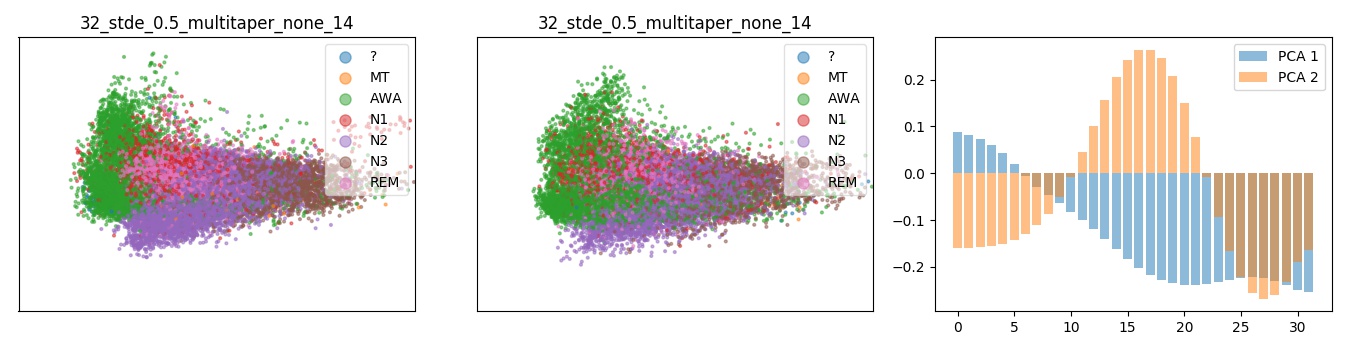 32_stde_0.5_multitaper_none_14
?
MT
AWA
N1
N2
N3
REM
32_stde_0.5_multitaper_none_14
?
MT
AWA
N1
N2
N3
REM
PCA 1
PCA 2
0.2
0.1
0.0
−0.1
−0.2
0 5 10 15 20 25 30